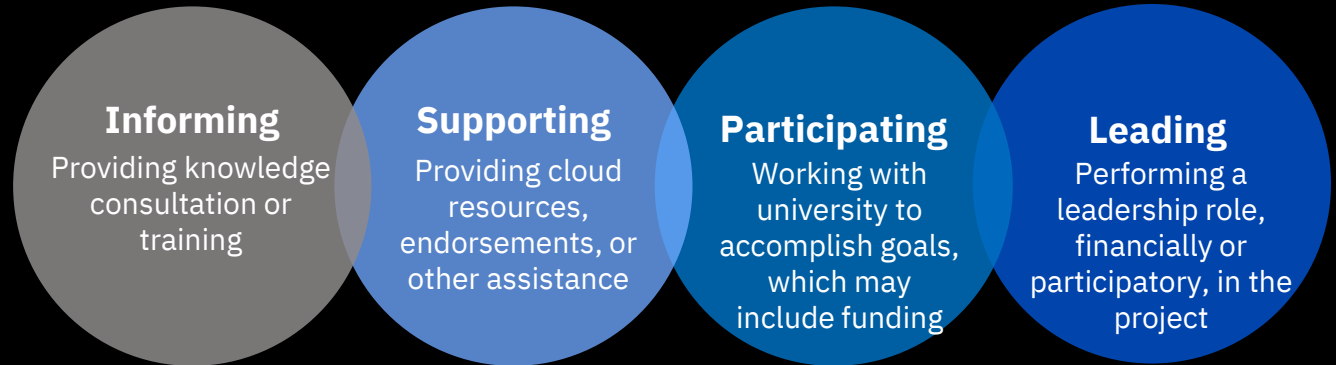 Informing
Providing knowledge
consultation or
training
Supporting
Providing cloud
resources,
endorsements, or
other assistance
Participating
Working with
university to
accomplish goals,
which may
include funding
Leading
Performing a
leadership role,
financially or
participatory, in the
project